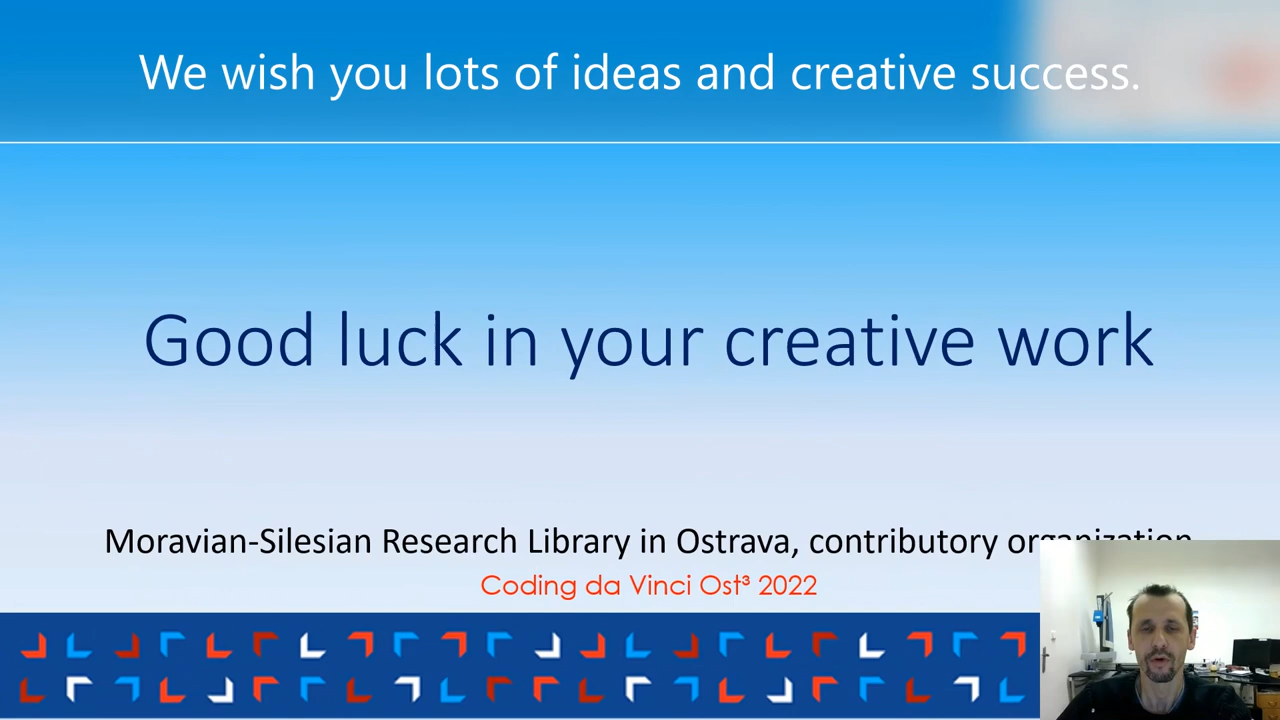 We wish you lots of ideas and creative success.
Good luck in your creative work
Moravian-Silesian Research Library in Ostrava, contributory organization
Coding da Vinci Ost³ 2022